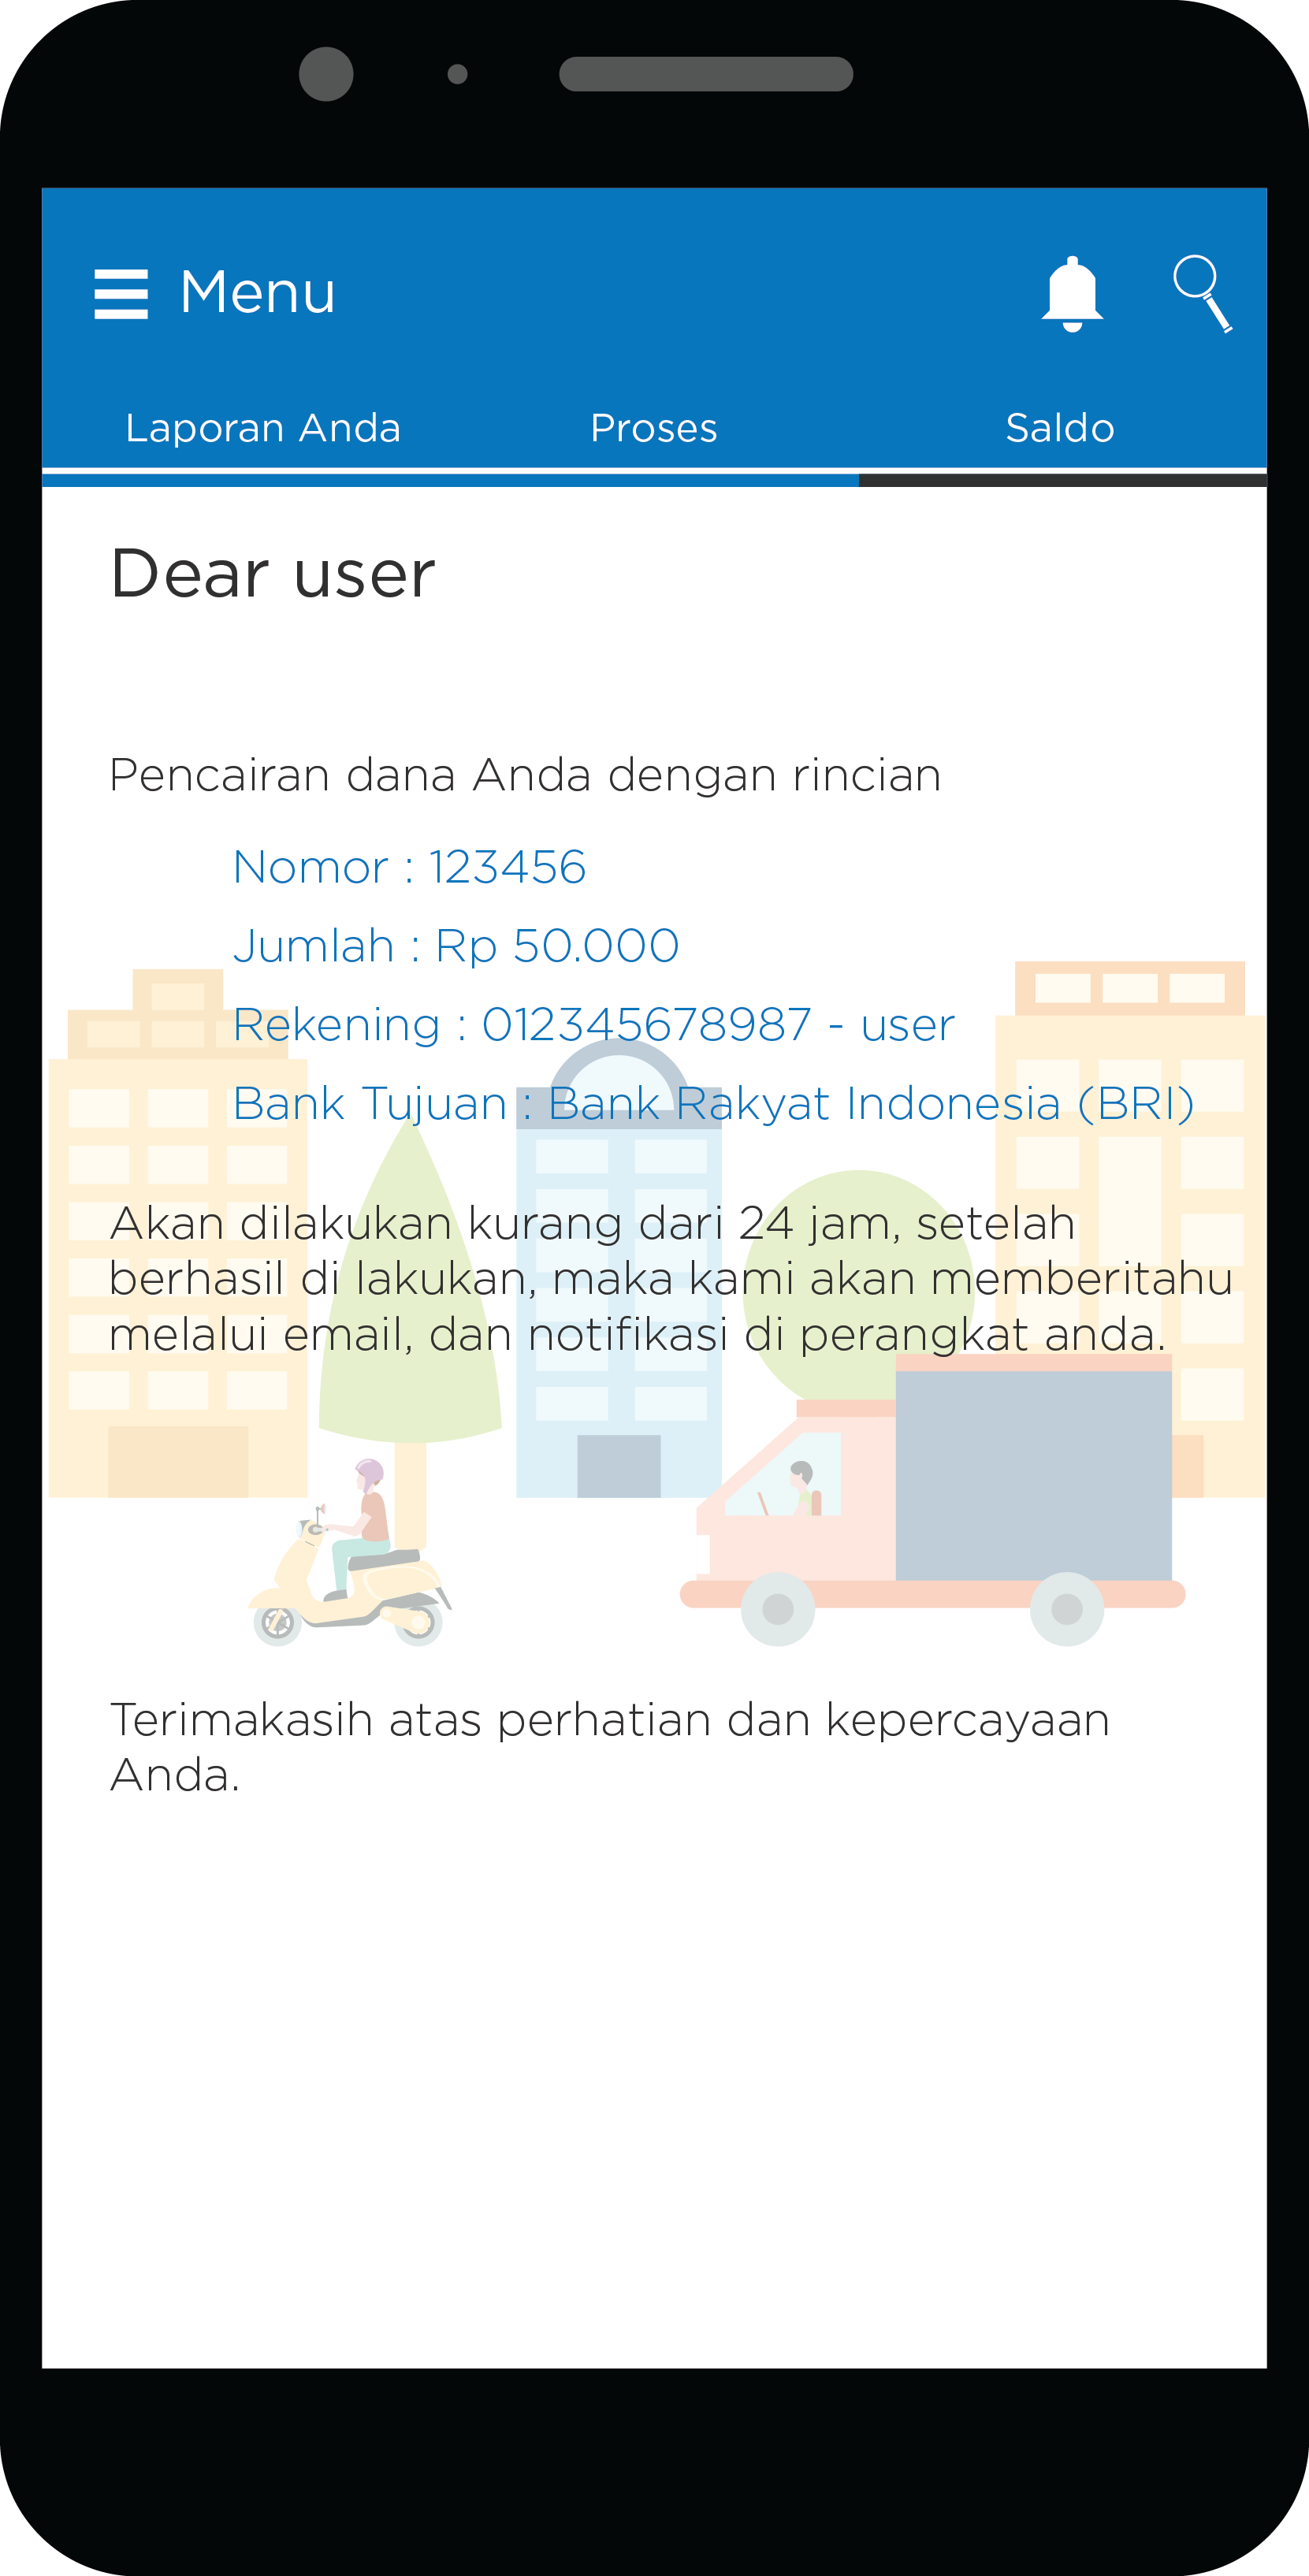 Menu
Laporan Anda
Proses
Saldo
Dear user
Pencairan dana Anda dengan rincian
Nomor : 123456
Jumlah : Rp 50.000
Rekening : 012345678987 - user
Bank Tujuan : Bank Rakyat Indonesia (BRI)
Akan dilakukan kurang dari 24 jam, setelah
berhasil di lakukan, maka kami akan memberitahu
melalui email, dan notifikasi di perangkat anda.
Terimakasih atas perhatian dan kepercayaan
Anda.